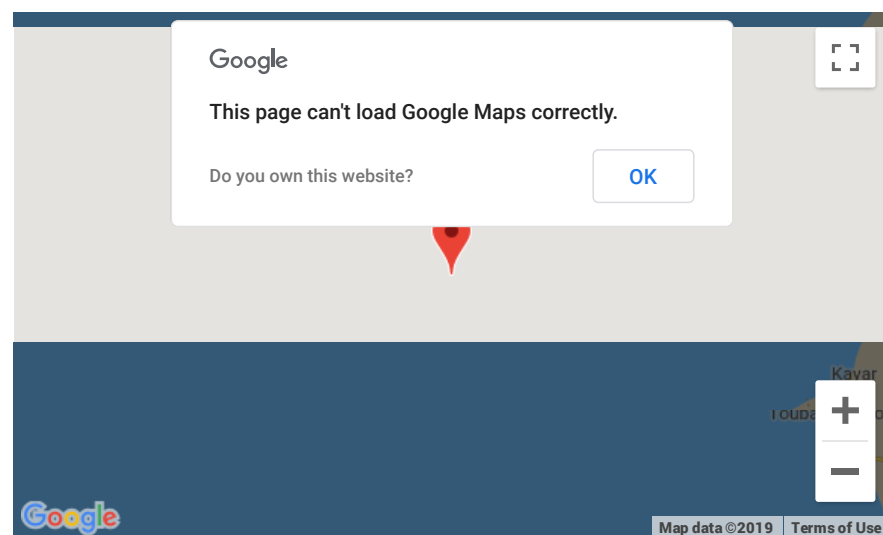 Google
This page can't load Google Maps correctly.
Do you own this website?
OK
Kayar
Google
Map data ©2019
Terms of Use